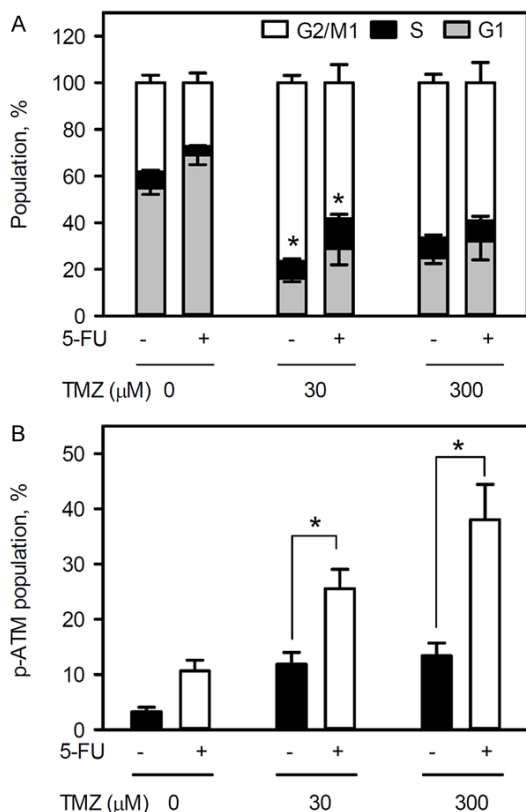 A
G2/M1 S G1
Population, %
120
100
80
60
40
20
0
* *
5-FU - + - + - +
TMZ (μM) 0 30 300
B
p-ATM population, %
50
40
30
20
10
0
* *
5-FU - + - + - +
TMZ (μM) 0 30 300